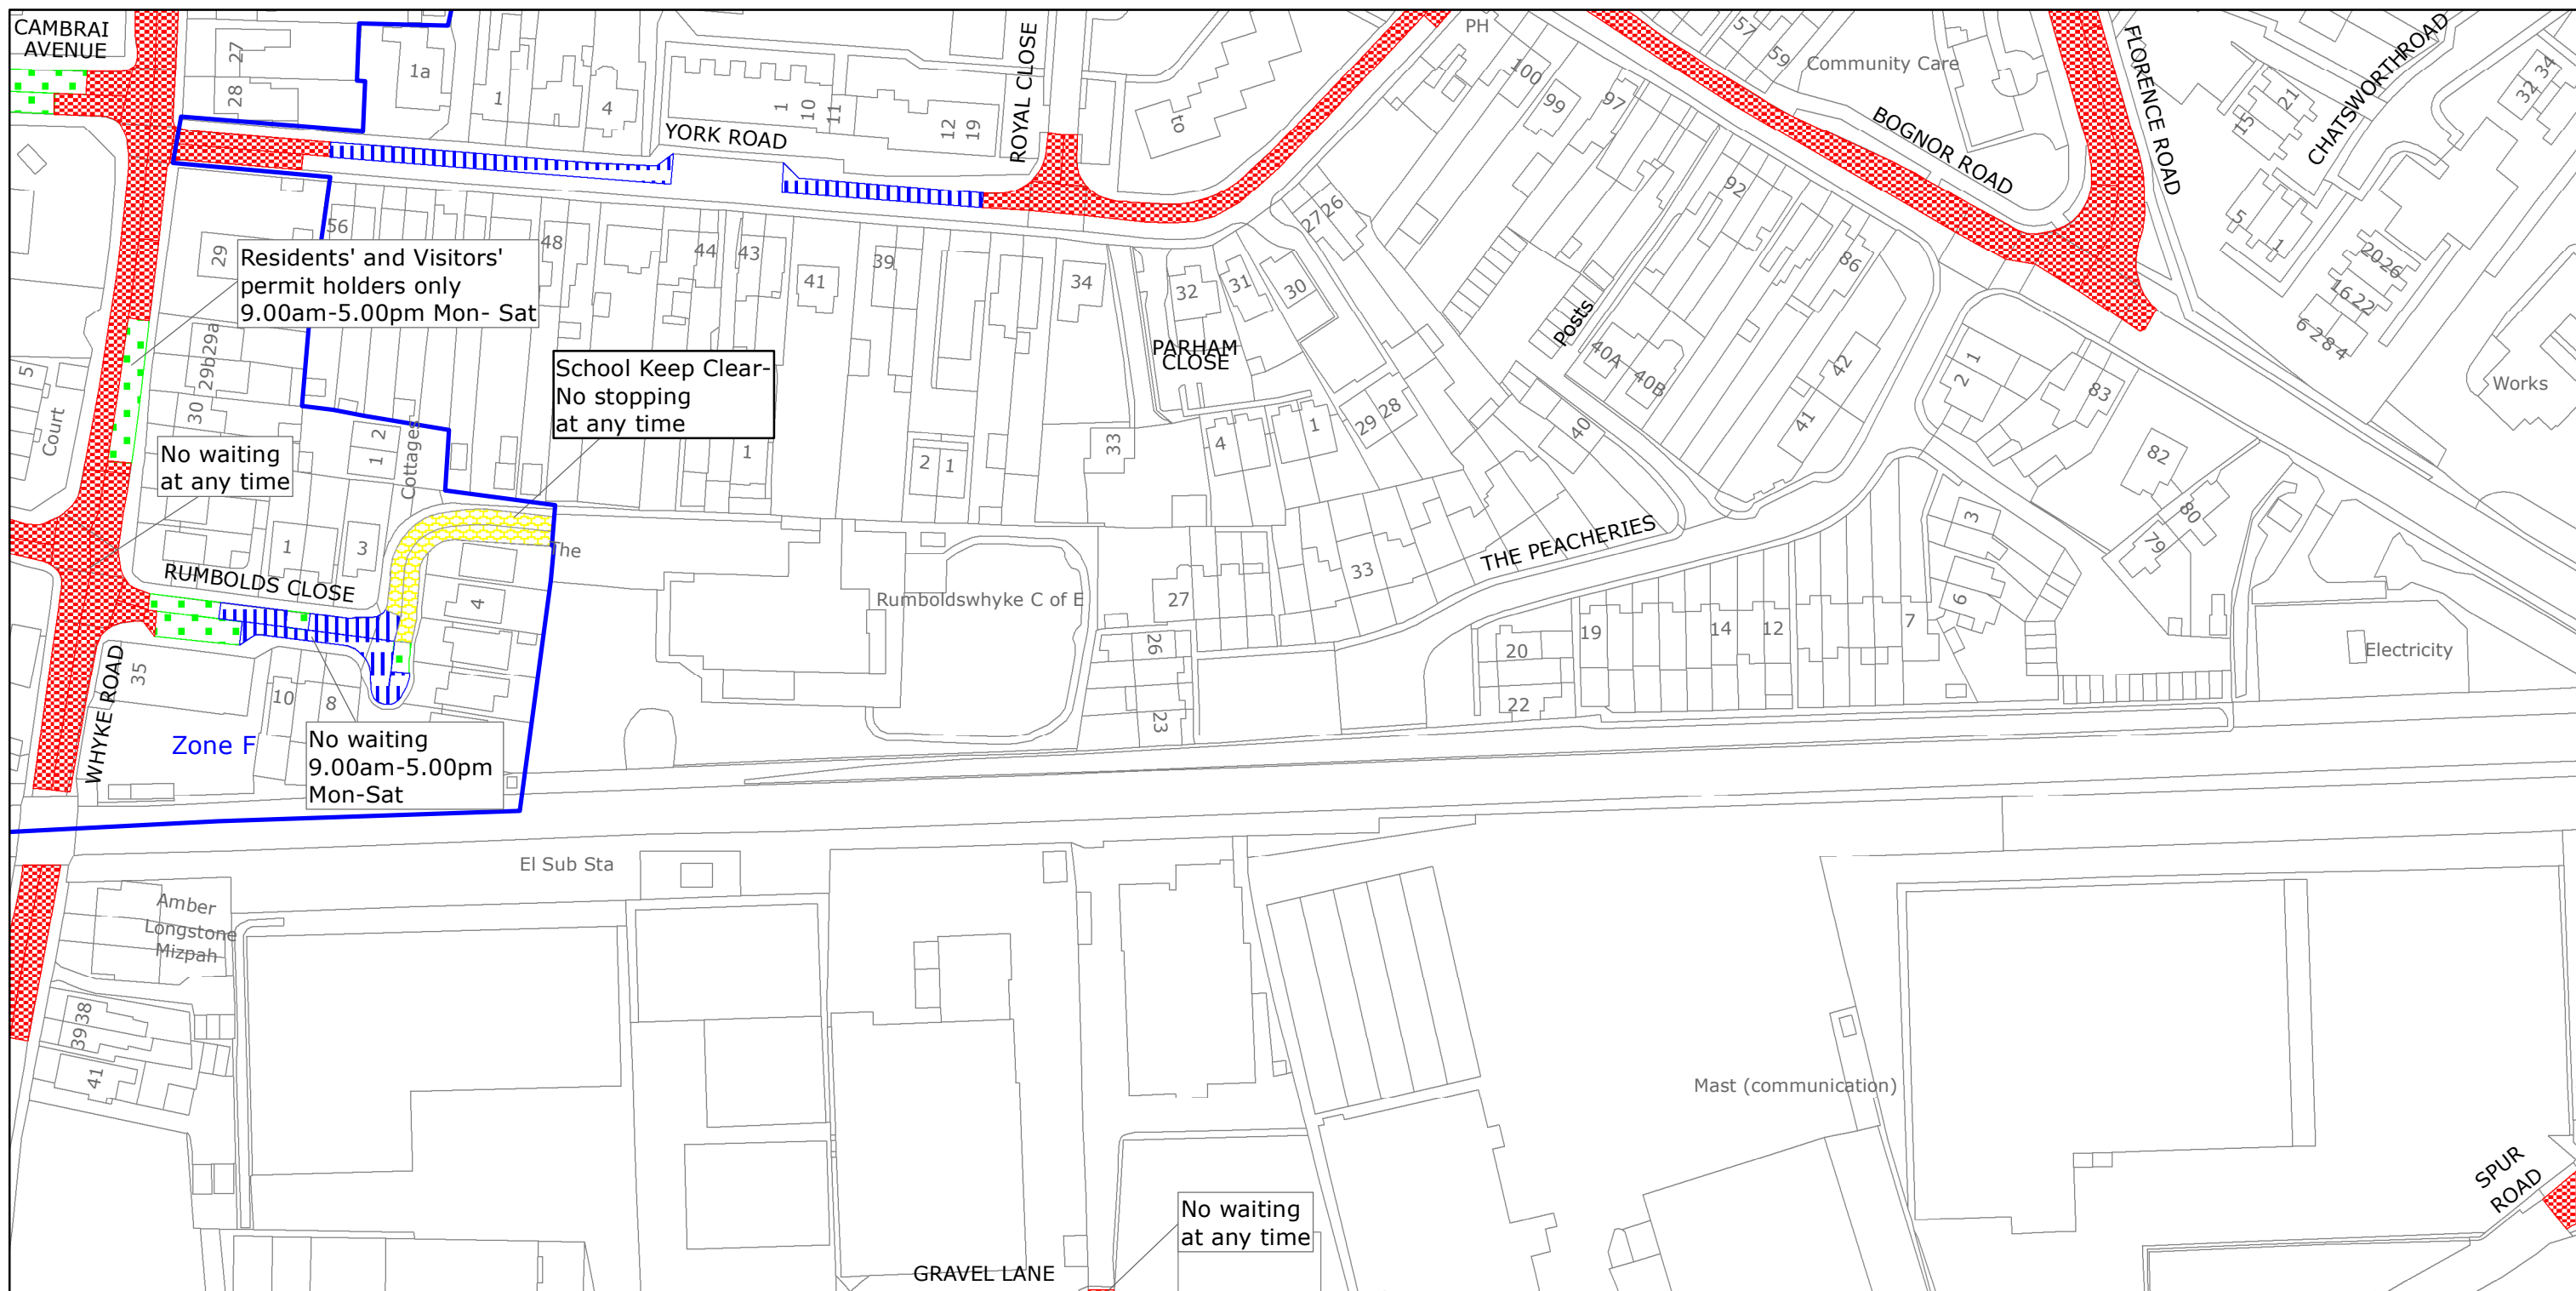 CAMBRAI
AVENUE
27
28
1a
1
4
1
10
11
12
19
YORK ROAD
ROYAL CLOSE
to
PH
100
99
97
57
59
Community Care
BOGNOR ROAD
FLORENCE ROAD
CHATSWORTH ROAD
21
15
32
34
5
1
2026
16 22
6 28 4
Works
92
86
56
29
48
44
43
41
39
34
32
31
30
27 26
PARHAM
CLOSE
Posts
40A
40B
42
41
40
1
2
83
82
80
79
Residents' and Visitors'
permit holders only
9.00am-5.00pm Mon- Sat
School Keep Clear-
No stopping
at any time
No waiting
at any time
29b29a
30
5
Court
2
1
Cottages
1
2
1
33
4
1
29
28
1
3
The
RUMBOLDS CLOSE
4
35
10
8
WHYKE ROAD
Zone F
No waiting
9.00am-5.00pm
Mon-Sat
Rumboldswhyke C of E
27
26
23
33
THE PEACHERIES
20
22
19
14
12
7
3
6
Electricity
El Sub Sta
Amber
Longstone
Mizpah
38
39
41
Mast (communication)
SPUR
ROAD
No waiting
at any time
GRAVEL LANE